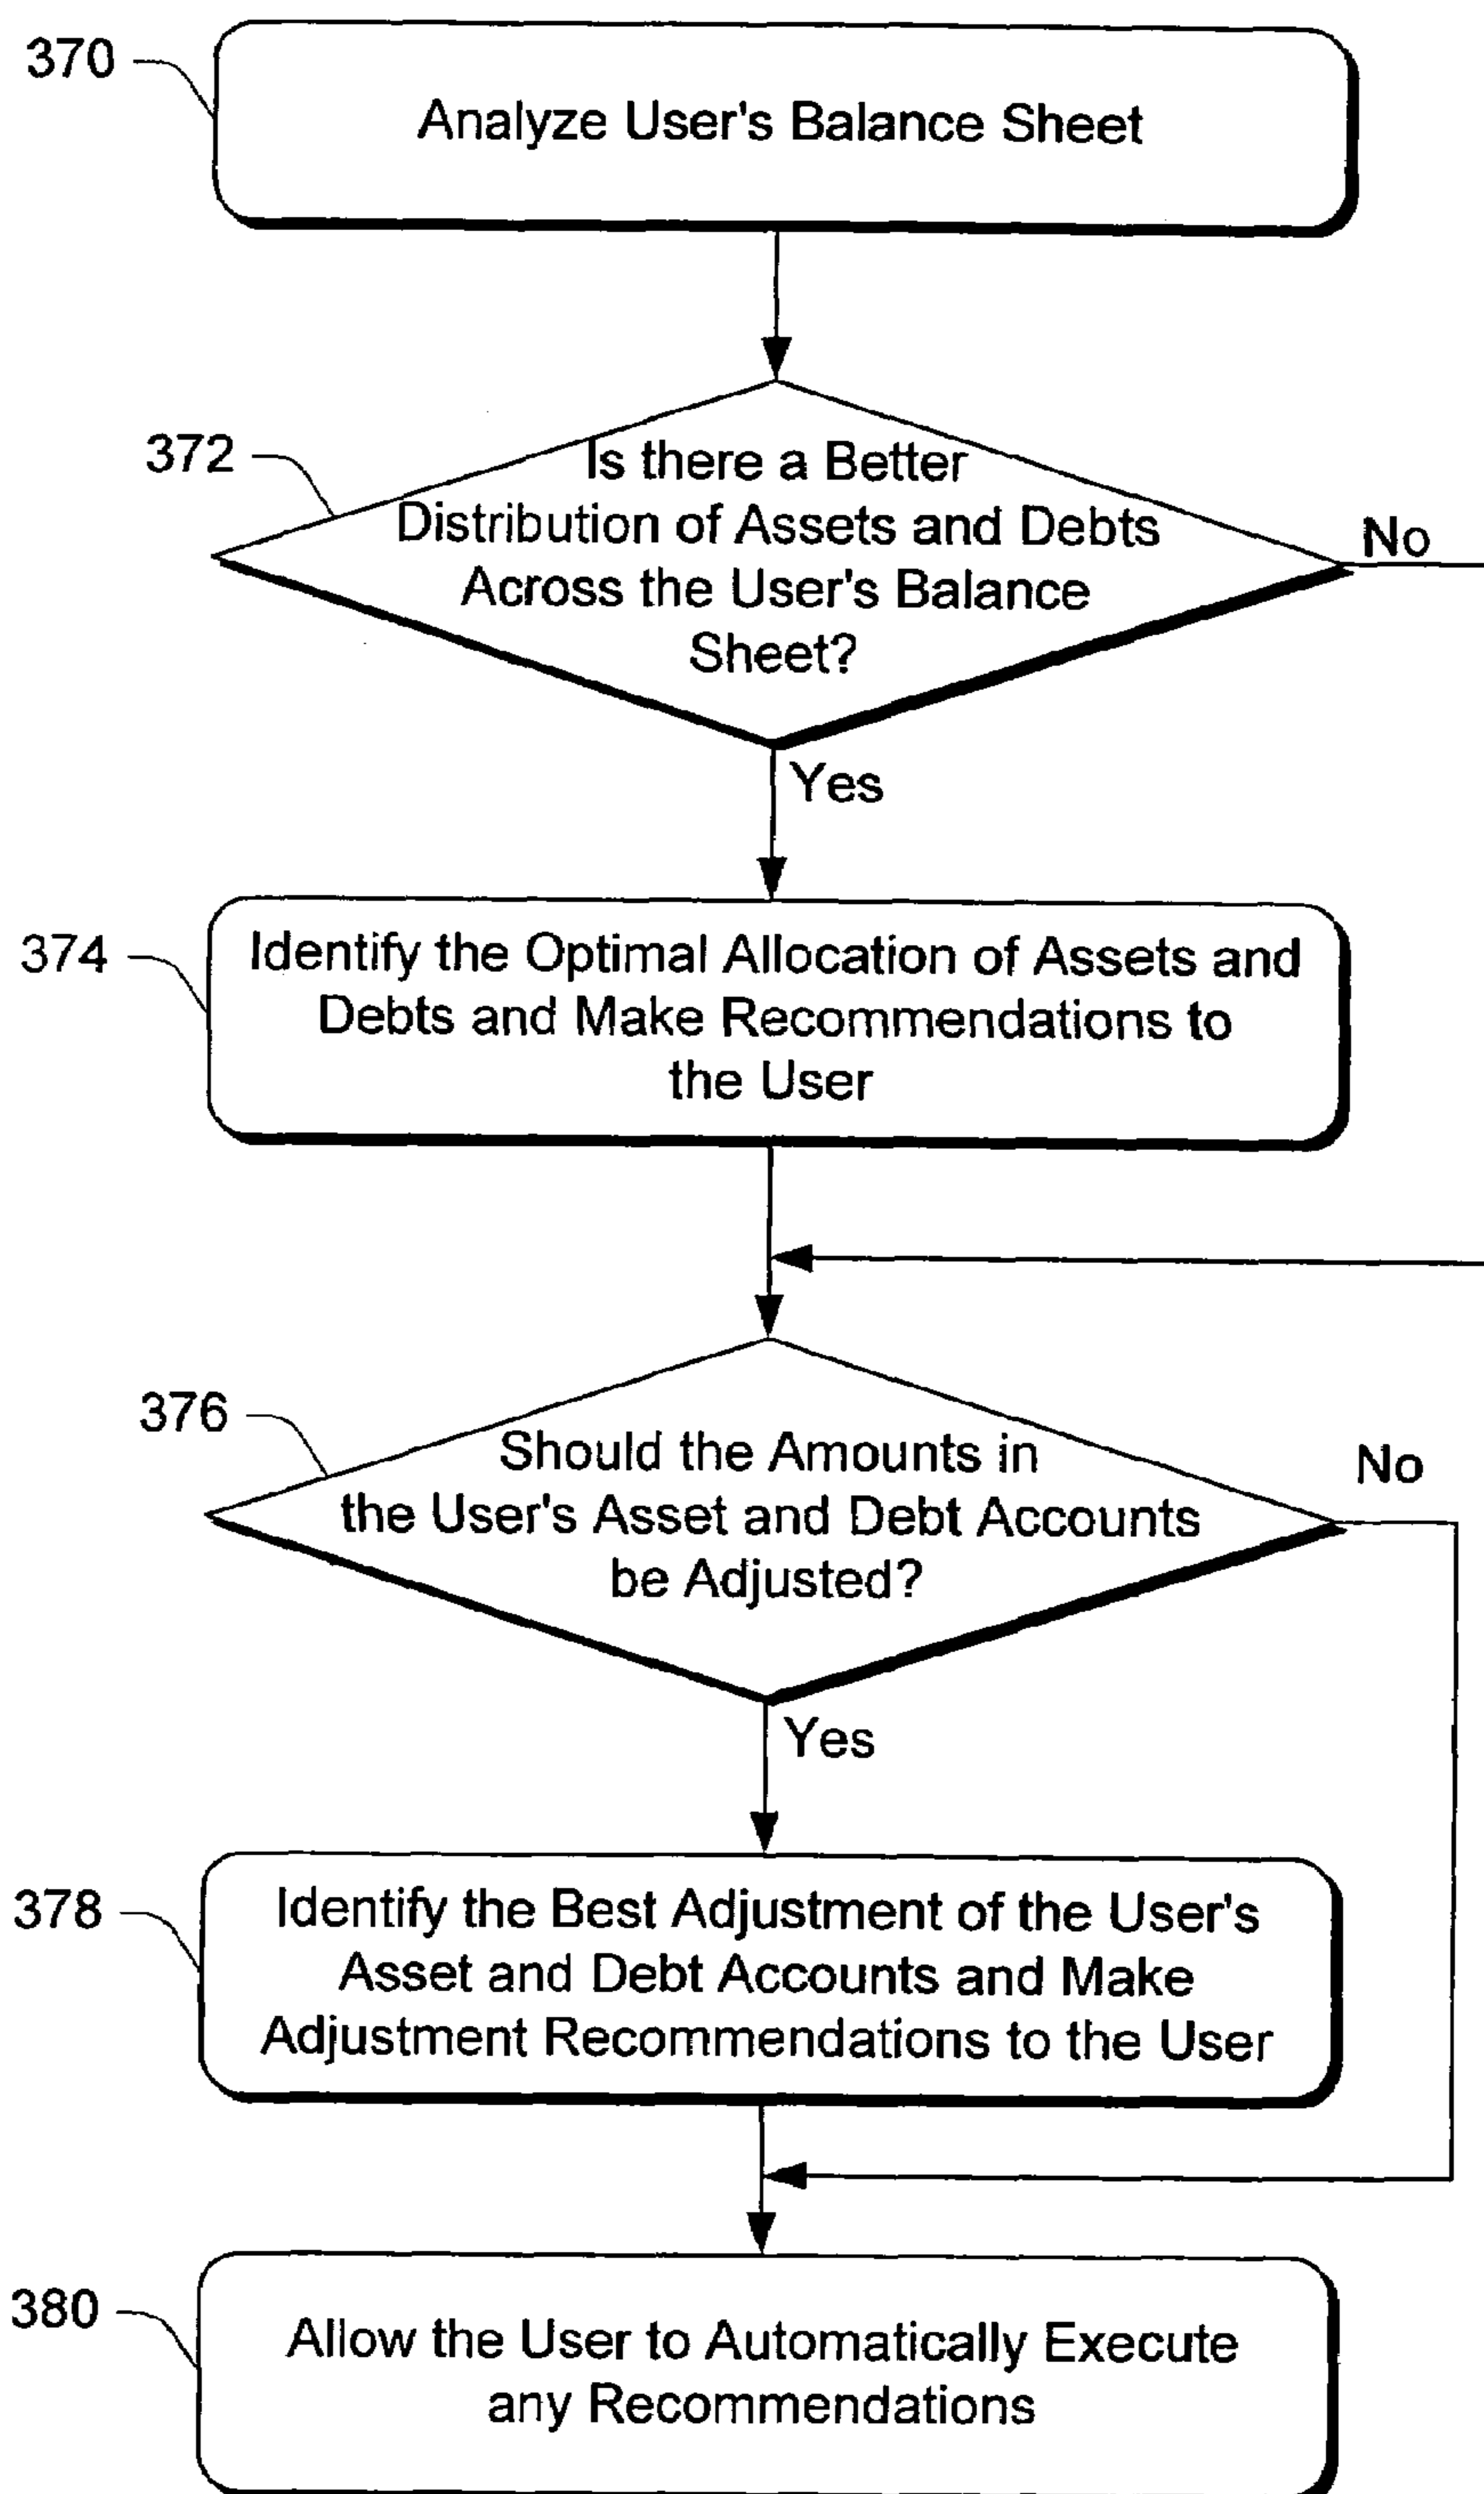 370
Analyze User's Balance Sheet
372
Is there a Better
Distribution of Assets and Debts
Across the User's Balance
Sheet?
No
Yes
374
Identify the Optimal Allocation of Assets and
Debts and Make Recommendations to
the User
376
Should the Amounts in
the User's Asset and Debt Accounts
be Adjusted?
No
Yes
378
Identify the Best Adjustment of the User's
Asset and Debt Accounts and Make
Adjustment Recommendations to the User
380
Allow the User to Automatically Execute
any Recommendations